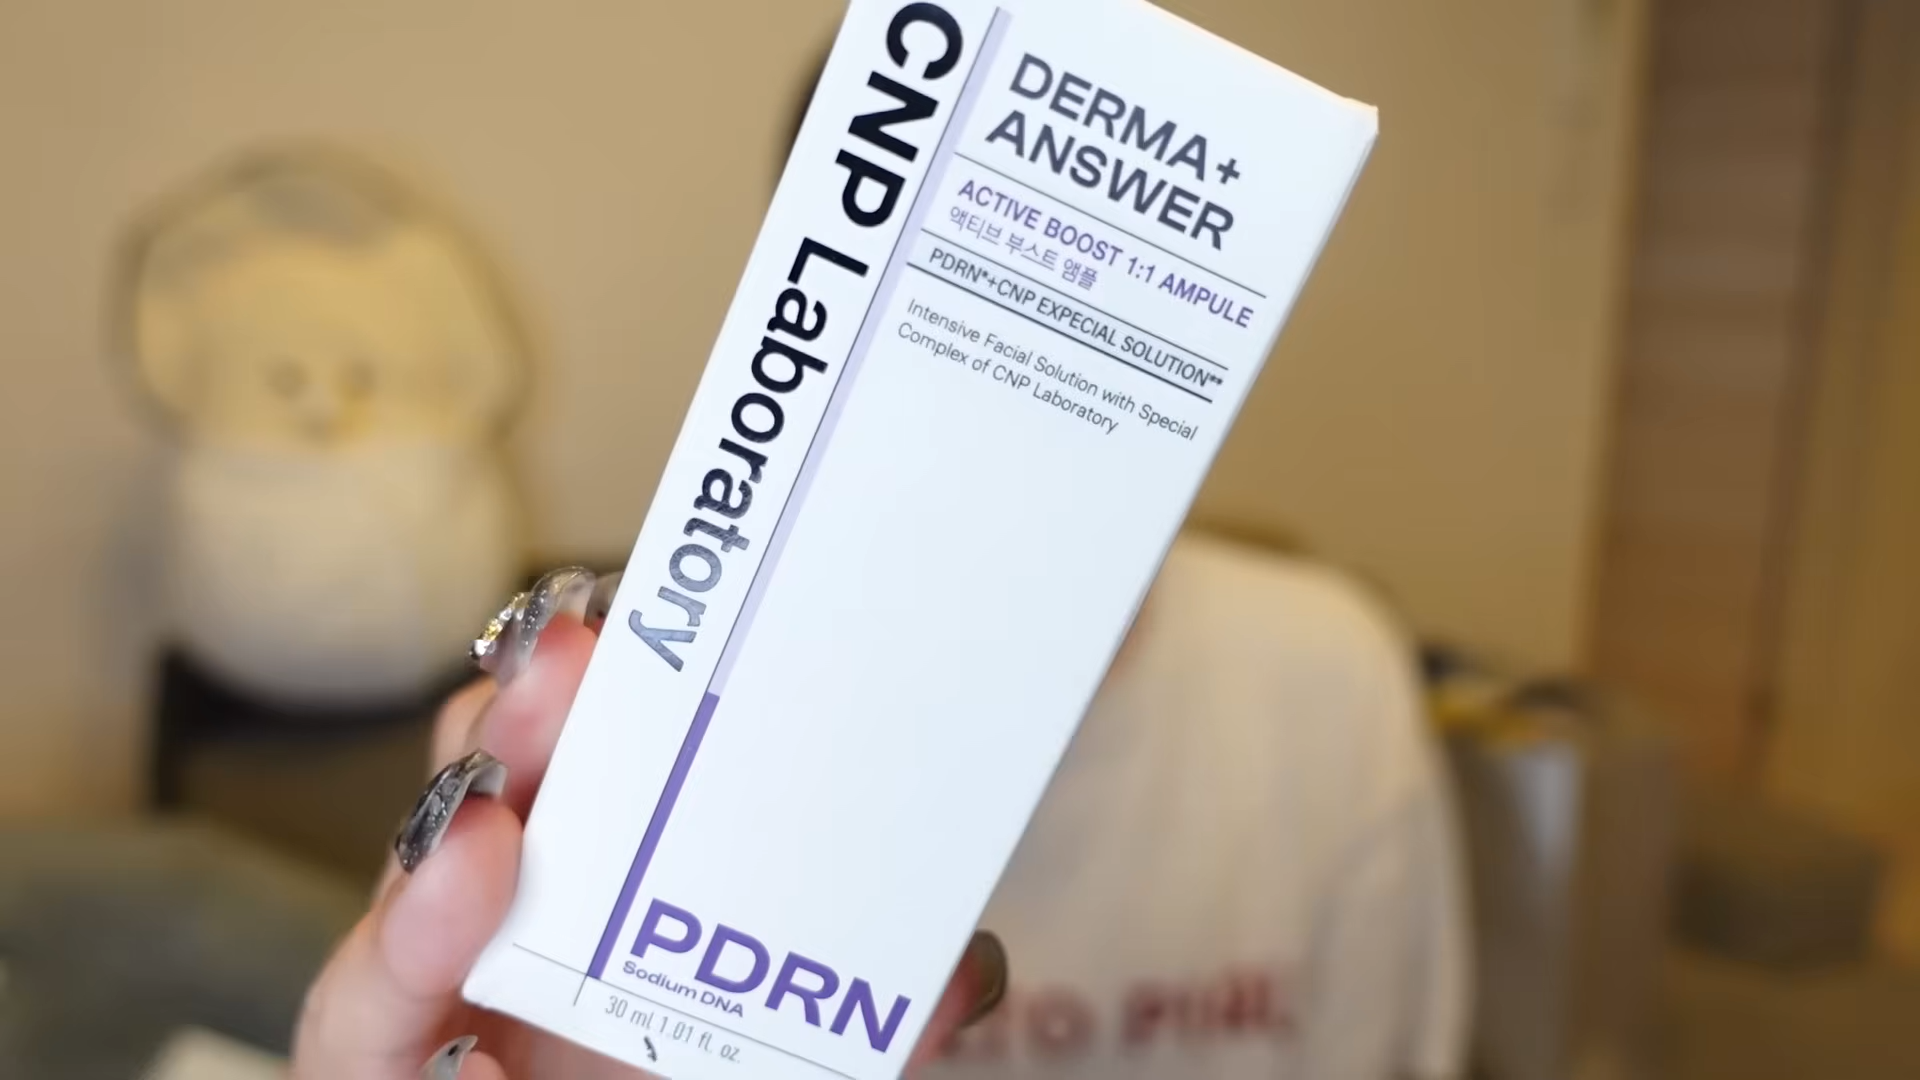 CNP Laboratory
DERMA+
ANSWER
ACTIVE BOOST 1:1 AMPULE
액티브 부스트 앰플
PDRN*+CNP EXPECIAL SOLUTION**
Intensive Facial Solution with Special
Complex of CNP Laboratory
PDRN
Sodium DNA
30 ml 1.01 fl. oz.